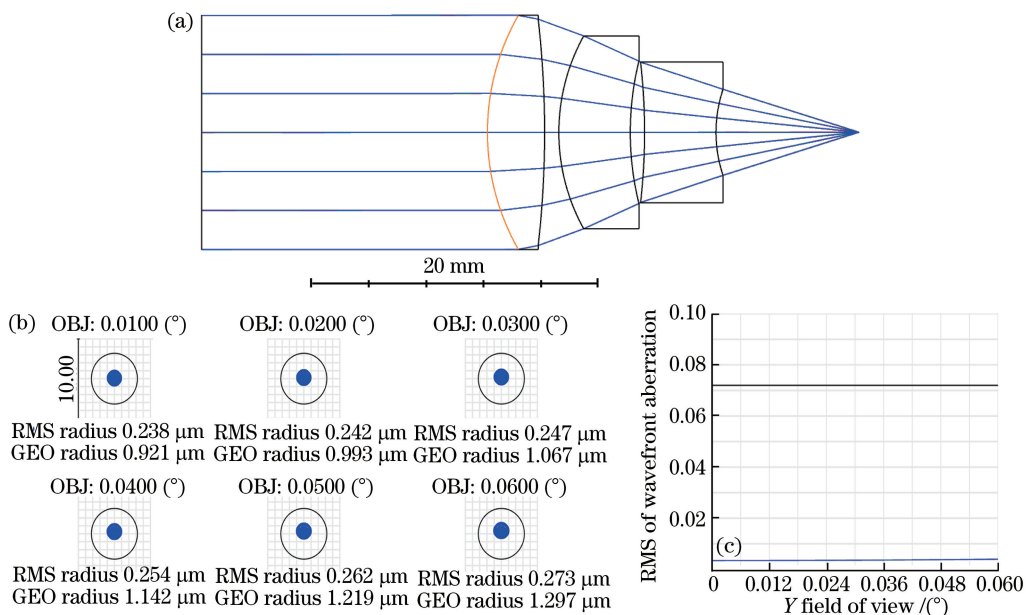 (a)
20 mm
(b)
OBJ: 0.0100 (°)
OBJ: 0.0200 (°)
OBJ: 0.0300 (°)
10.00
RMS radius 0.238 μm
RMS radius 0.242 μm
RMS radius 0.247 μm
GEO radius 0.921 μm
GEO radius 0.993 μm
GEO radius 1.067 μm
OBJ: 0.0400 (°)
OBJ: 0.0500 (°)
OBJ: 0.0600 (°)
RMS radius 0.254 μm
RMS radius 0.262 μm
RMS radius 0.273 μm
GEO radius 1.142 μm
GEO radius 1.219 μm
GEO radius 1.297 μm
RMS of wavefront aberration
0.10
0.08
0.06
0.04
0.02
(c)
0
0.012
0.024
0.036
0.048
0.060
Y field of view /(°)